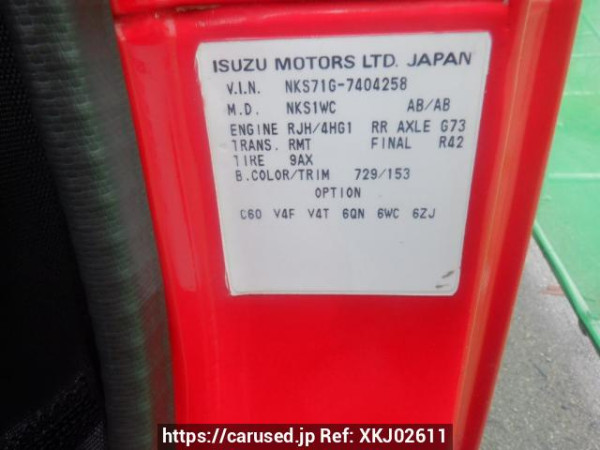 ISUZU MOTORS LTD. JAPAN
V.I.N. NKS71G-7404258
M.D. NKS1WC AB/AB
ENGINE RJH/4HG1 RR AXLE G73
TRANS. RMT FINAL R42
TIRE 9AX
B.COLOR/TRIM 729/153
OPTION
C60 V4F V4T 6QN 6WC 6ZJ
https://carused.jp Ref: XKJ02611